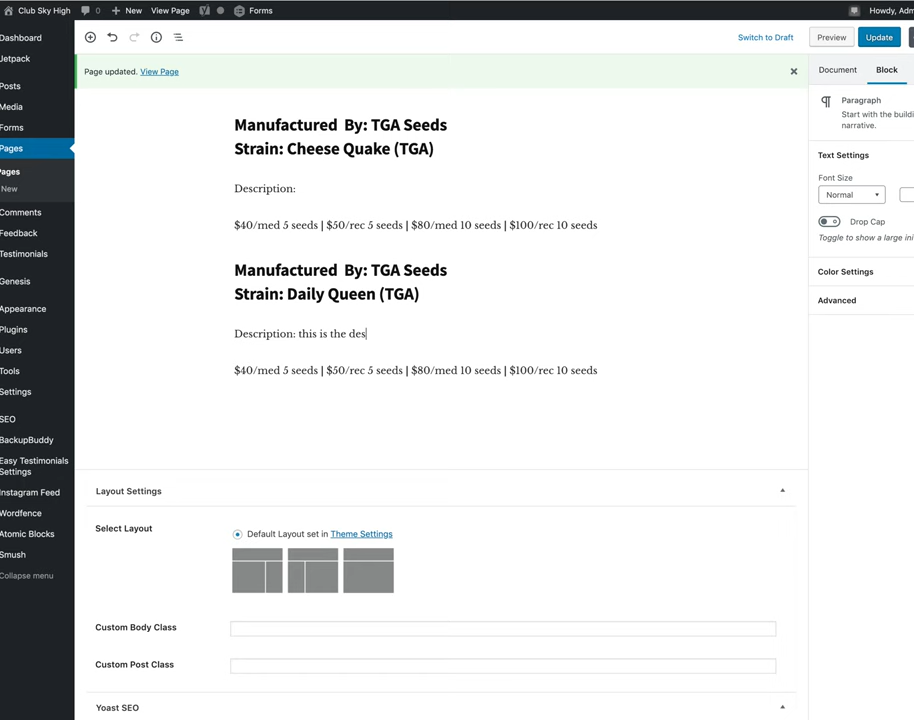 Club Sky High 0 New View Page Forms Howdy, Adm
Dashboard
Jetpack
Posts
Media
Forms
Pages
Pages
New
Comments
Feedback
Testimonials
Genesis
Appearance
Plugins
Users
Tools
Settings
SEO
BackupBuddy
Easy Testimonials
Settings
Instagram Feed
Wordfence
Atomic Blocks
Smush
Collapse menu
Switch to Draft Preview Update
Page updated. View Page
Manufactured By: TGA Seeds
Strain: Cheese Quake (TGA)
Description:
$40/med 5 seeds | $50/rec 5 seeds | $80/med 10 seeds | $100/rec 10 seeds
Manufactured By: TGA Seeds
Strain: Daily Queen (TGA)
Description: this is the des
$40/med 5 seeds | $50/rec 5 seeds | $80/med 10 seeds | $100/rec 10 seeds
Layout Settings
Select Layout
Default Layout set in Theme Settings
Custom Body Class
Custom Post Class
Yoast SEO
Document Block
Paragraph
Start with the buildi
narrative.
Text Settings
Font Size
Normal
Drop Cap
Toggle to show a large ini
Color Settings
Advanced